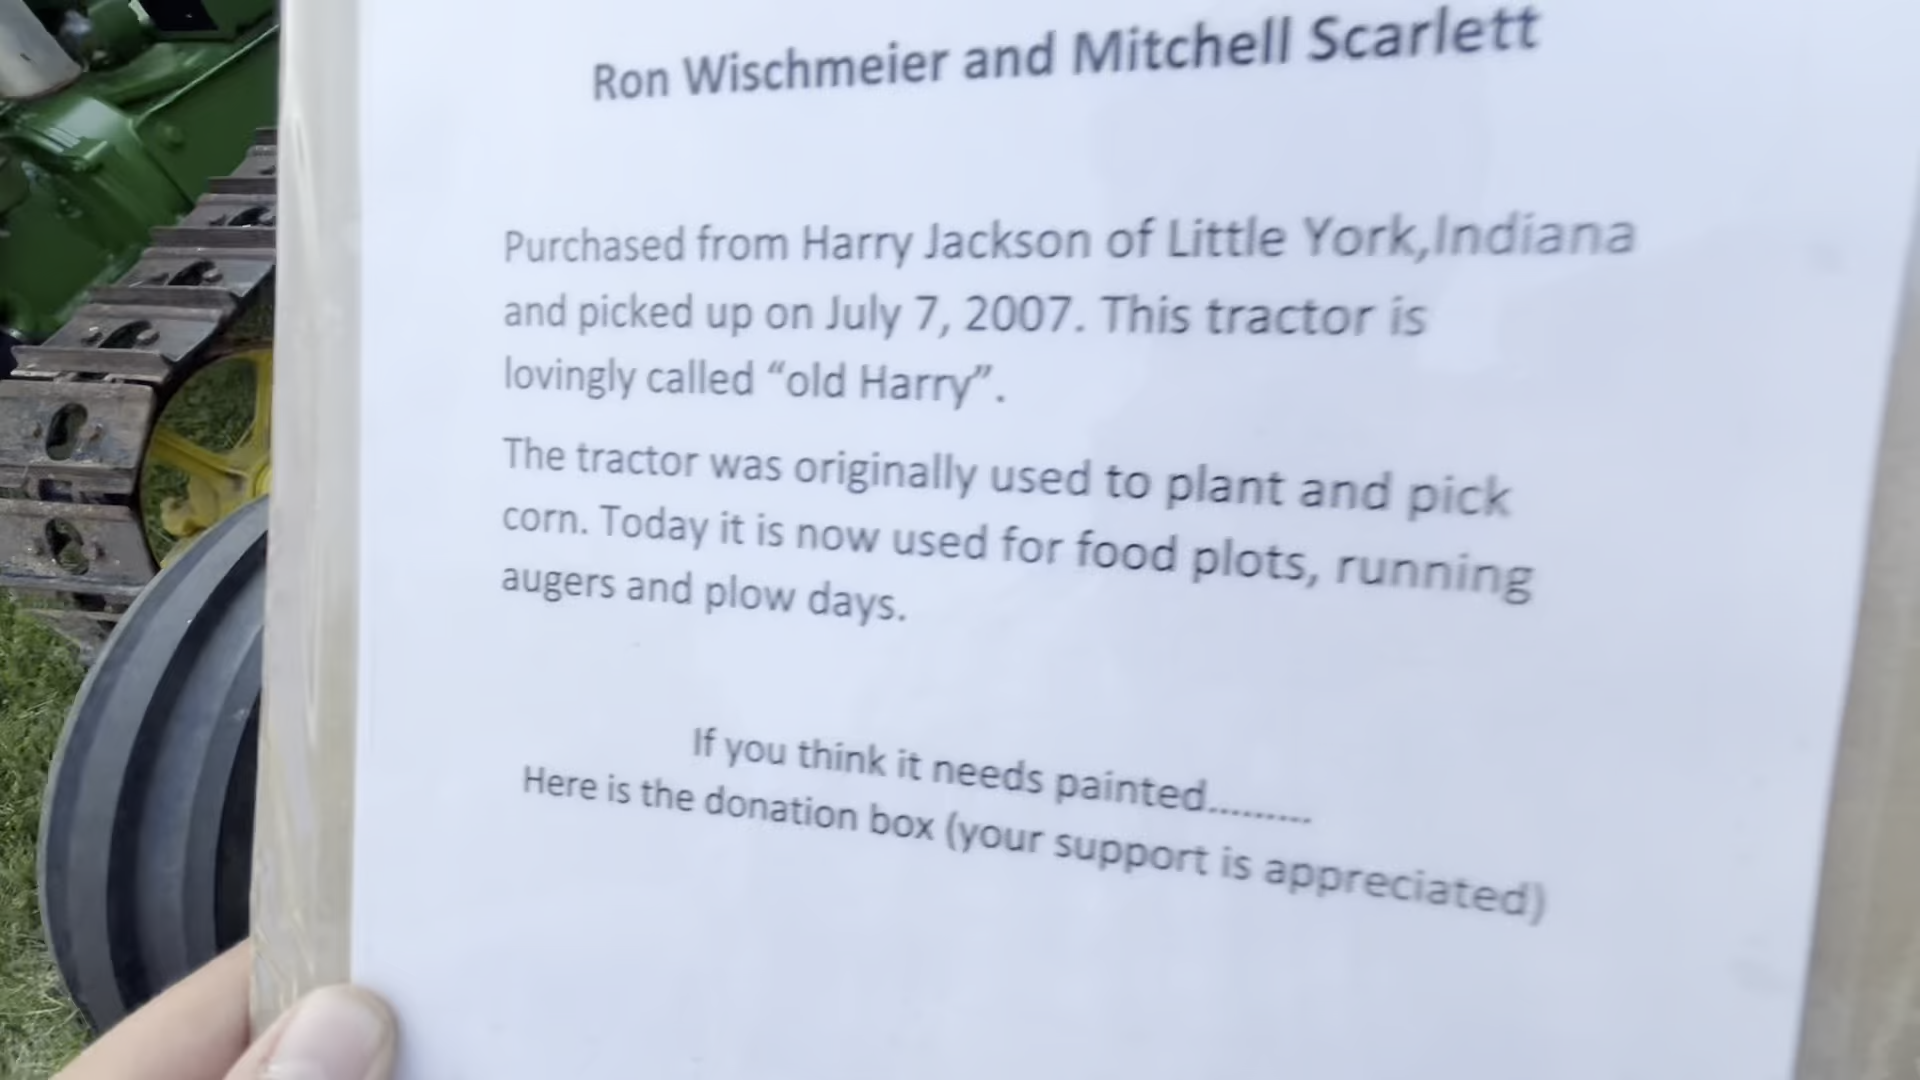 Ron Wischmeier and Mitchell Scarlett
Purchased from Harry Jackson of Little York,Indiana
and picked up on July 7, 2007. This tractor is
lovingly called “old Harry”.
The tractor was originally used to plant and pick
corn. Today it is now used for food plots, running
augers and plow days.
If you think it needs painted.........
Here is the donation box (your support is appreciated)